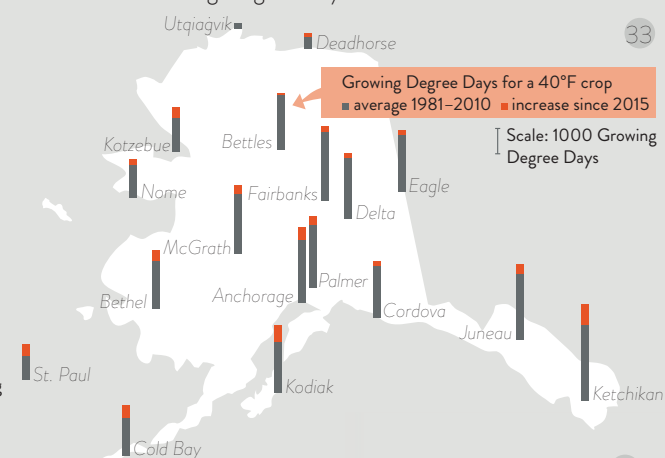 Utqiaġvik
Deadhorse
33
Growing Degree Days for a 40°F crop
average 1981–2010 increase since 2015
Scale: 1000 Growing
Degree Days
Kotzebue
Bettles
Nome
Fairbanks
Eagle
Delta
McGrath
Bethel
Anchorage
Palmer
Cordova
Juneau
St. Paul
Kodiak
Ketchikan
Cold Bay